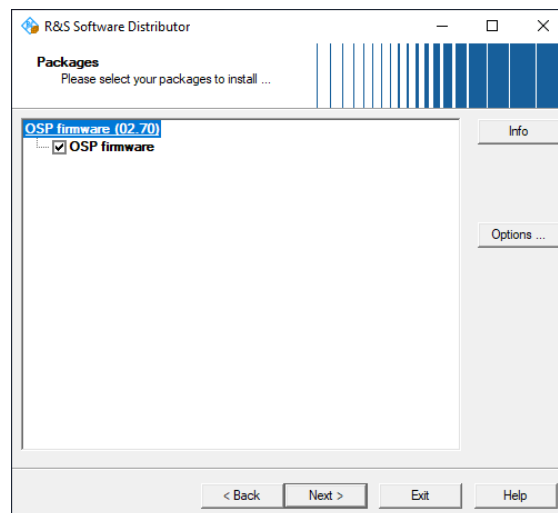 R&S Software Distributor
Packages
Please select your packages to install ...
OSP firmware (02.70)
OSP firmware
Info
Options ...
< Back
Next >
Exit
Help